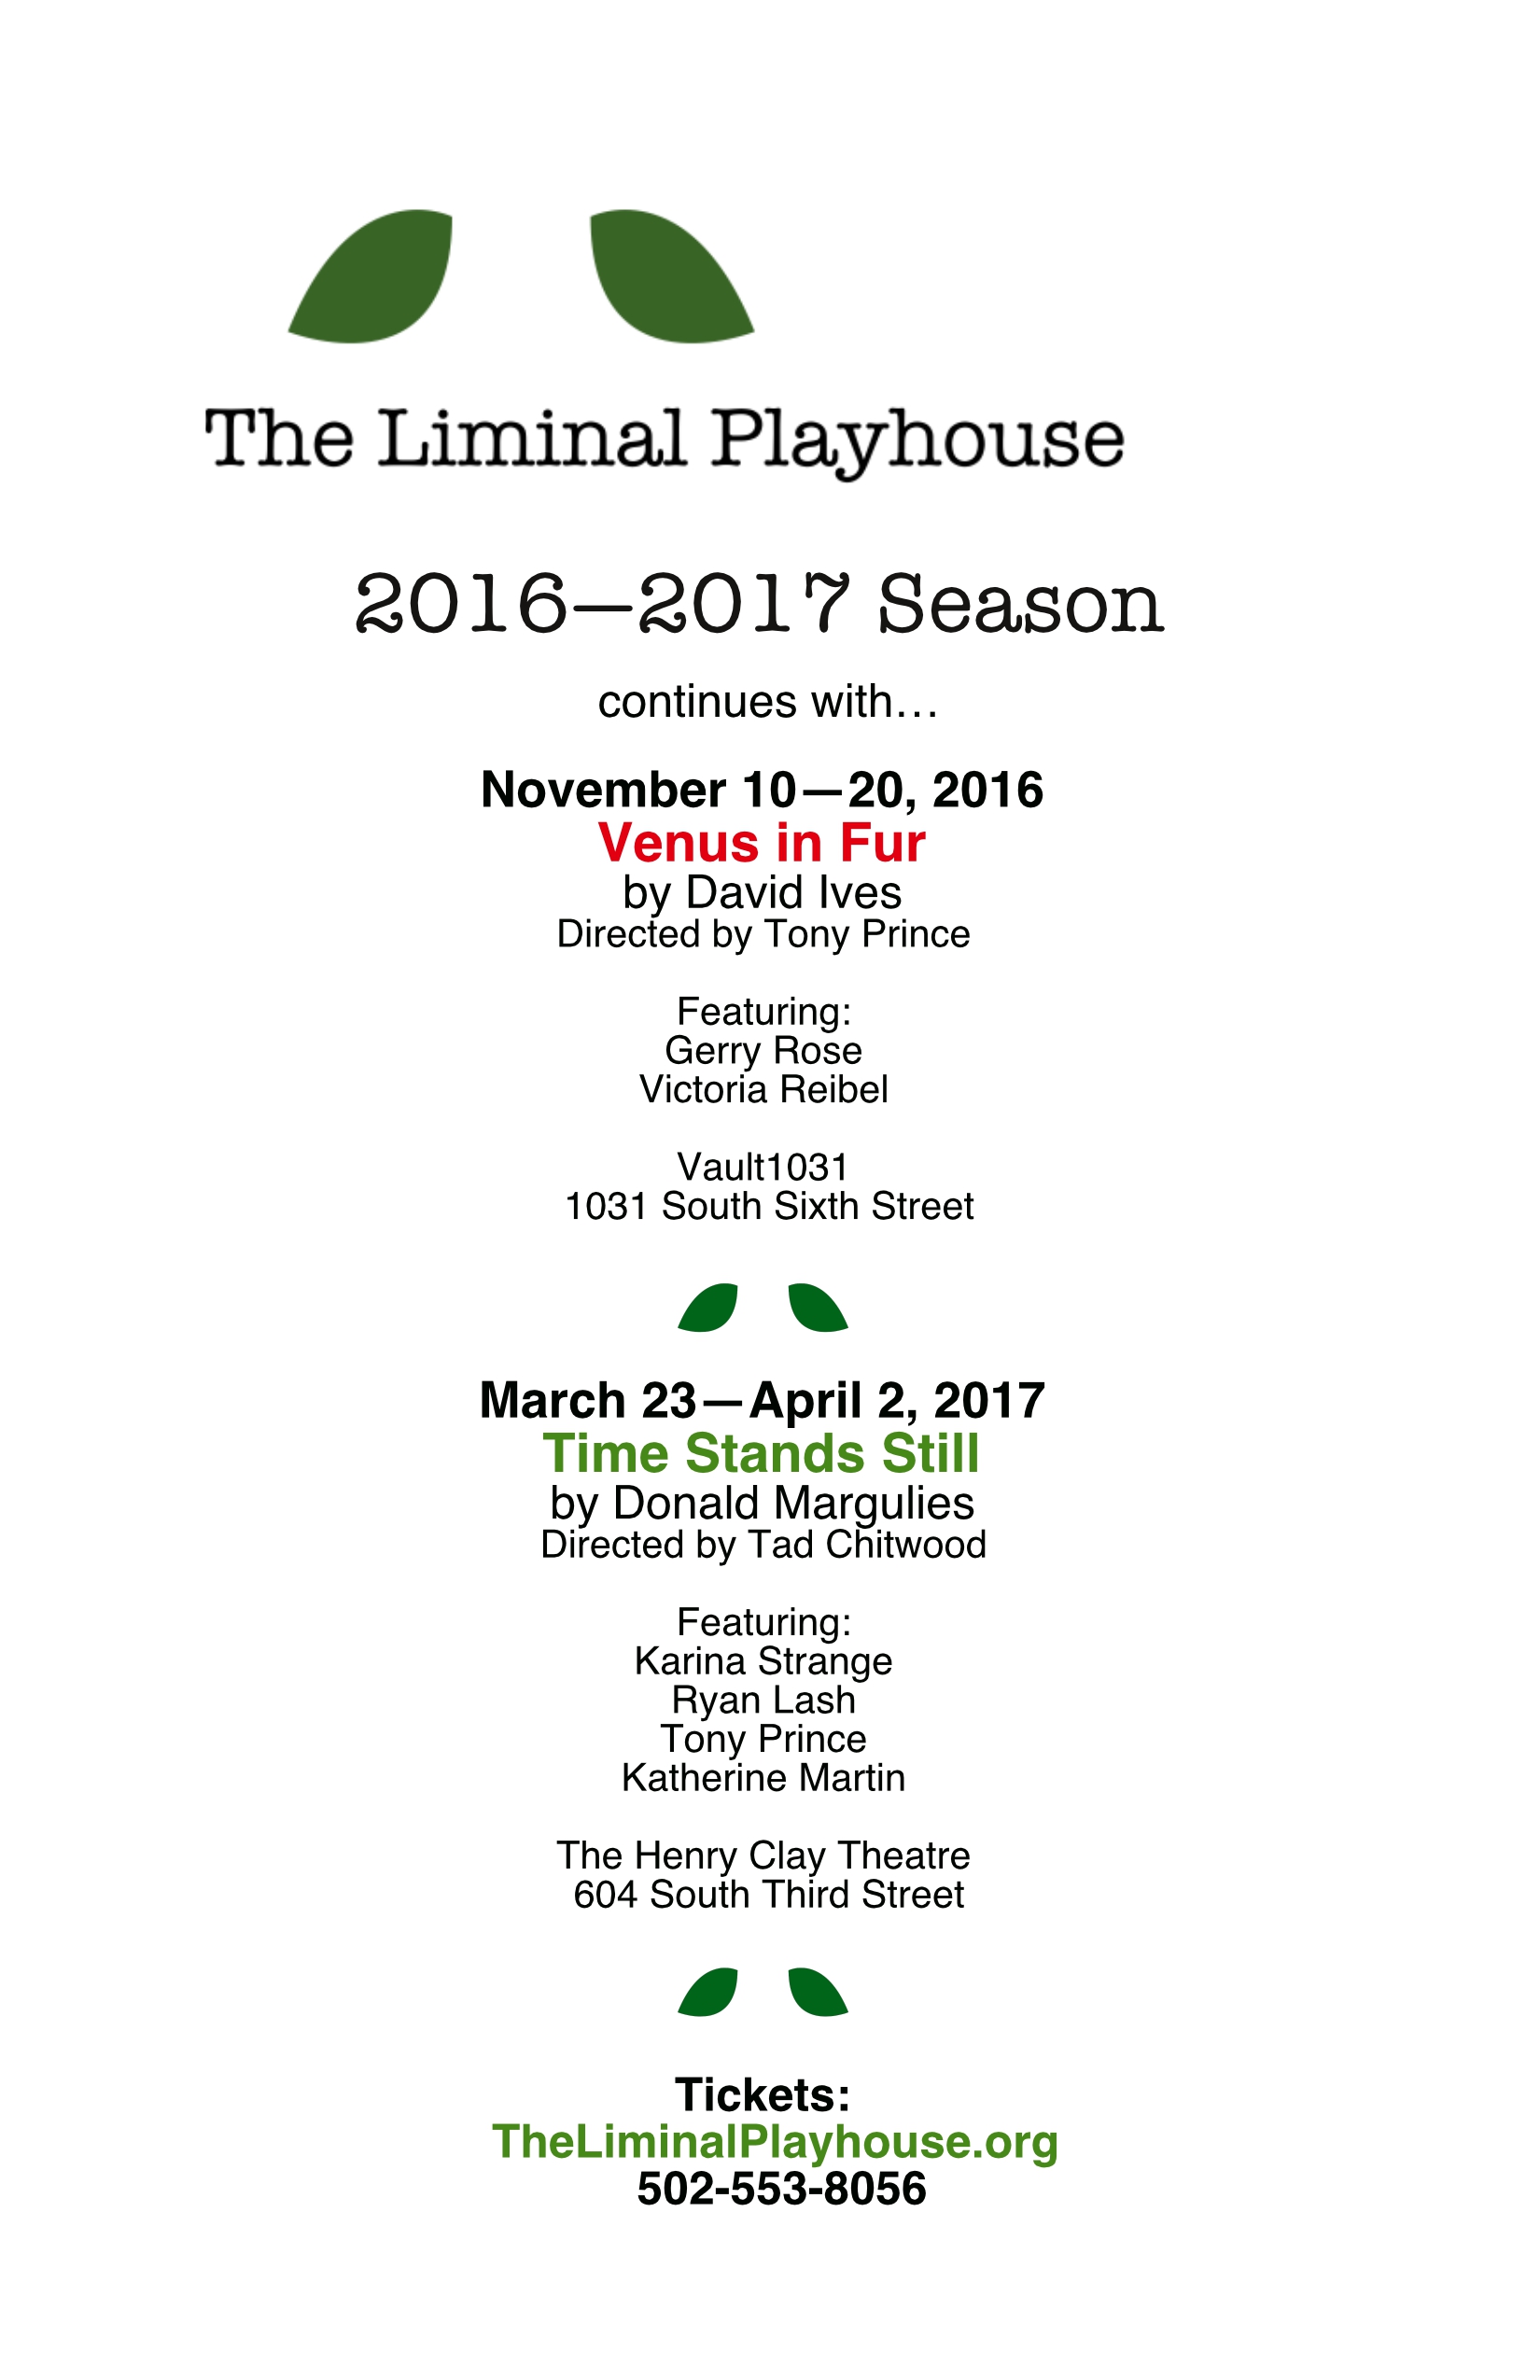 The Liminal Playhouse
2016—2017 Season
continues with…
November 10—20, 2016
Venus in Fur
by David Ives
Directed by Tony Prince
Featuring:
Gerry Rose
Victoria Reibel
Vault1031
1031 South Sixth Street
March 23—April 2, 2017
Time Stands Still
by Donald Margulies
Directed by Tad Chitwood
Featuring:
Karina Strange
Ryan Lash
Tony Prince
Katherine Martin
The Henry Clay Theatre
604 South Third Street
Tickets:
TheLiminalPlayhouse.org
502-553-8056